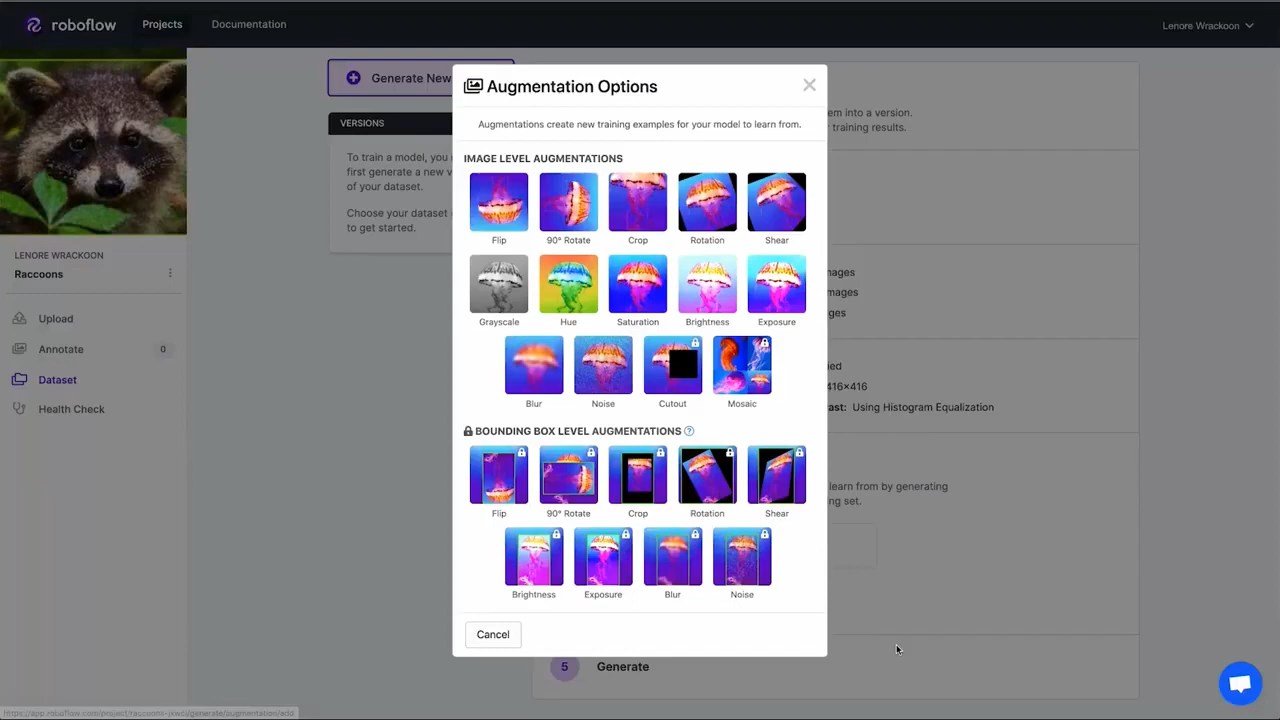 roboflow
Projects
Documentation
Lenore Wrackoon
Generate New
VERSIONS
To train a model, you
first generate a new v
of your dataset.
Choose your dataset
to get started.
LENORE WRACKOON
Raccoons
Upload
Annotate
0
Dataset
Health Check
Augmentation Options
Augmentations create new training examples for your model to learn from.
IMAGE LEVEL AUGMENTATIONS
Flip
90° Rotate
Crop
Rotation
Shear
Grayscale
Hue
Saturation
Brightness
Exposure
Blur
Noise
Cutout
Mosaic
BOUNDING BOX LEVEL AUGMENTATIONS
Flip
90° Rotate
Crop
Rotation
Shear
Brightness
Exposure
Blur
Noise
Cancel
em into a version.
training results.
mages
mages
ges
ied
416×416
ast: Using Histogram Equalization
learn from by generating
ng set.
5
Generate